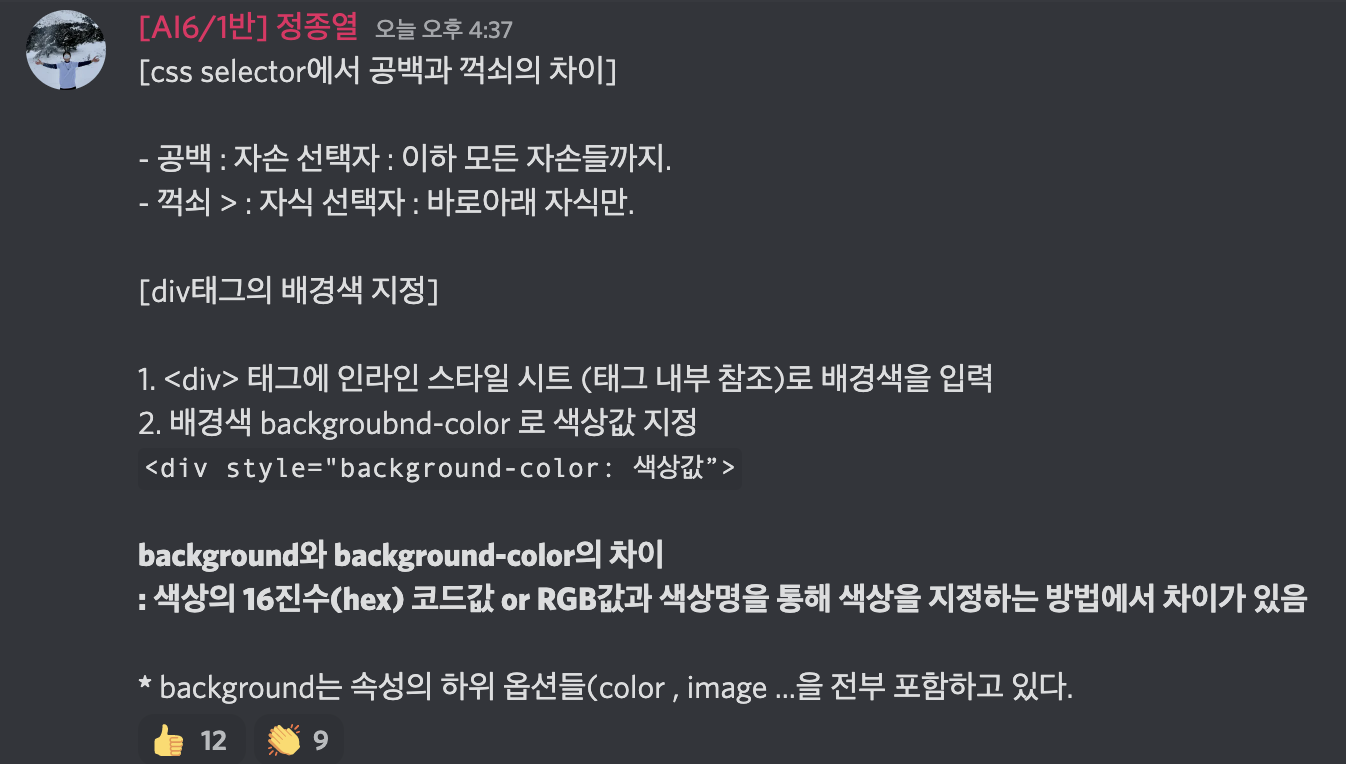 [AI6/1반] 정종열 오늘 오후 4:37
[css selector에서 공백과 꺽쇠의 차이]
- 공백 : 자손 선택자 : 이하 모든 자손들까지.
- 꺽쇠 > : 자식 선택자 : 바로아래 자식만.
[div태그의 배경색 지정]
1. <div> 태그에 인라인 스타일 시트 (태그 내부 참조)로 배경색을 입력
2. 배경색 backgroubnd-color 로 색상값 지정
<div style="background-color: 색상값”>
background와 background-color의 차이
: 색상의 16진수(hex) 코드값 or RGB값과 색상명을 통해 색상을 지정하는 방법에서 차이가 있음
* background는 속성의 하위 옵션들(color , image ...을 전부 포함하고 있다.
👍 12 👏 9